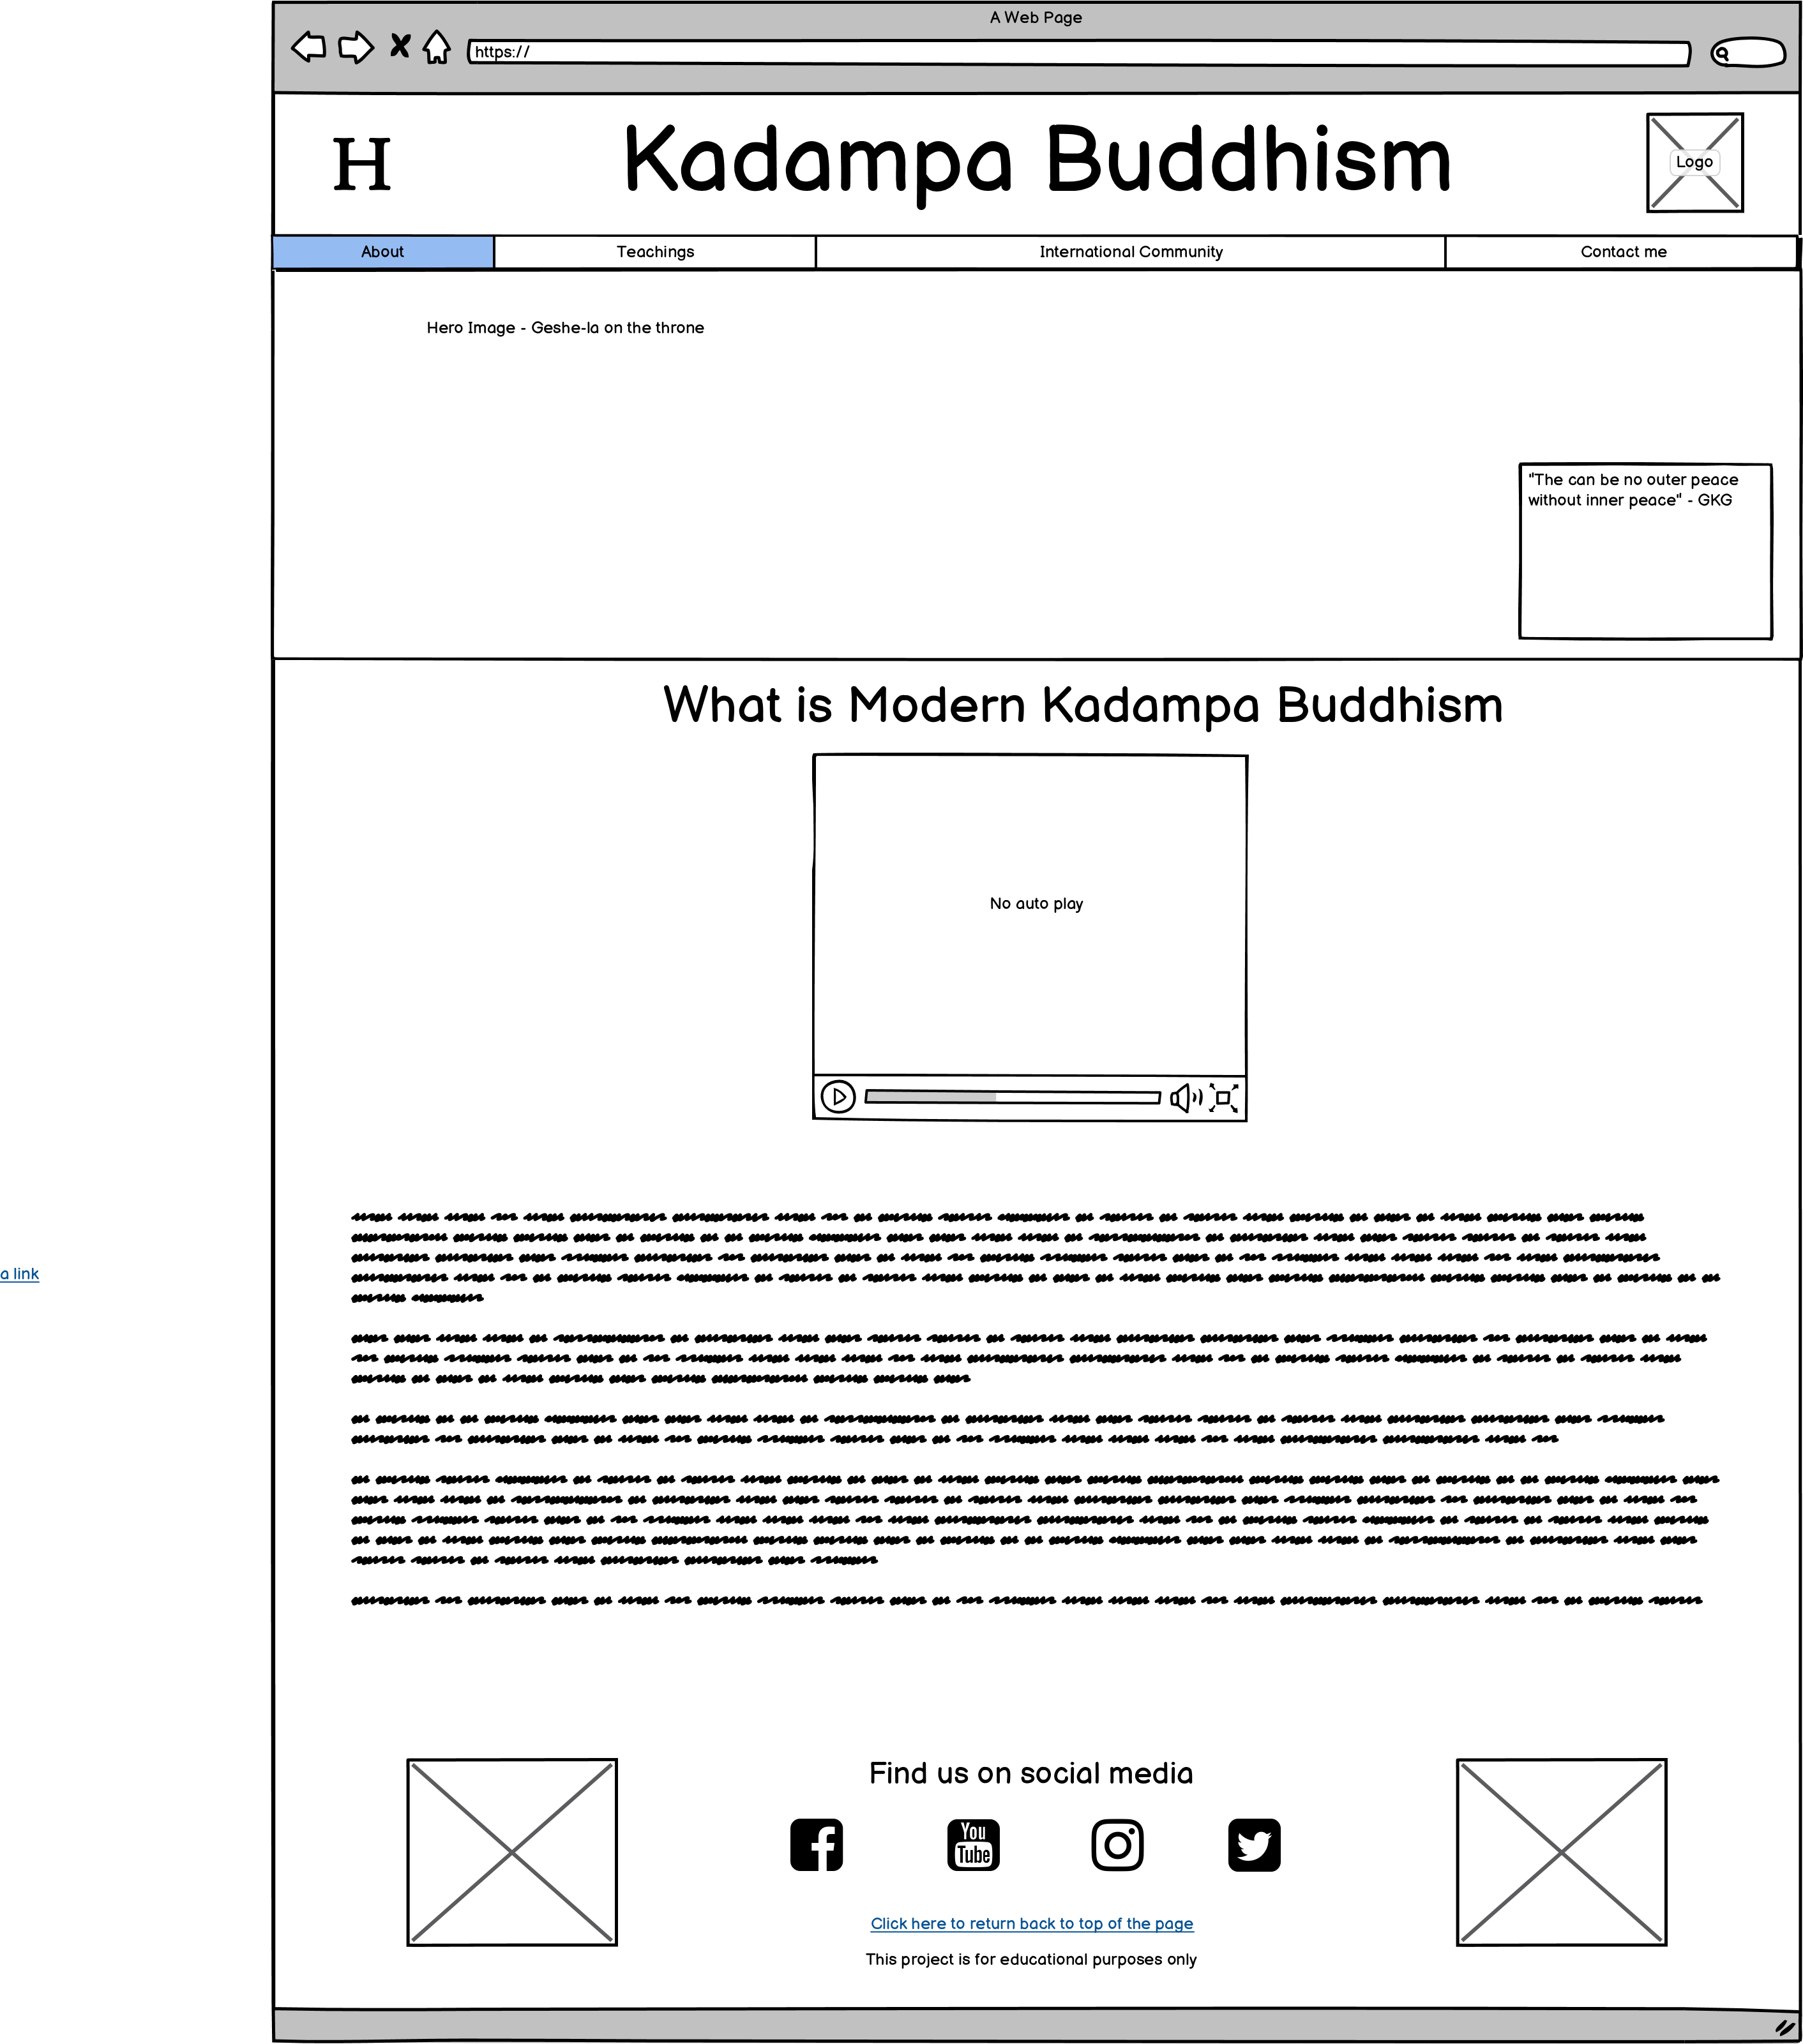 A Web Page
https://
H
Kadampa Buddhism
Logo
About
Teachings
International Community
Contact me
Hero Image - Geshe-la on the throne
"The can be no outer peace
without inner peace" - GKG
What is Modern Kadampa Buddhism
No auto play
a link
Find us on social media
You
Tube
Click here to return back to top of the page
This project is for educational purposes only